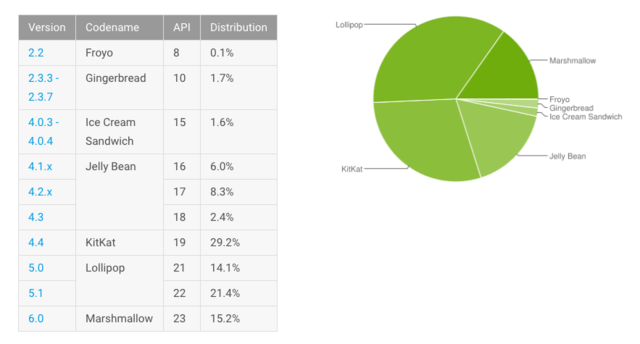 Version Codename API Distribution
2.2 Froyo 8 0.1%
2.3.3 - Gingerbread 10 1.7%
2.3.7
4.0.3 - Ice Cream 15 1.6%
4.0.4 Sandwich
4.1.x Jelly Bean 16 6.0%
4.2.x 17 8.3%
4.3 18 2.4%
4.4 KitKat 19 29.2%
5.0 Lollipop 21 14.1%
5.1 22 21.4%
6.0 Marshmallow 23 15.2%
Lollipop
Marshmallow
Froyo
Gingerbread
Ice Cream Sandwich
Jelly Bean
KitKat